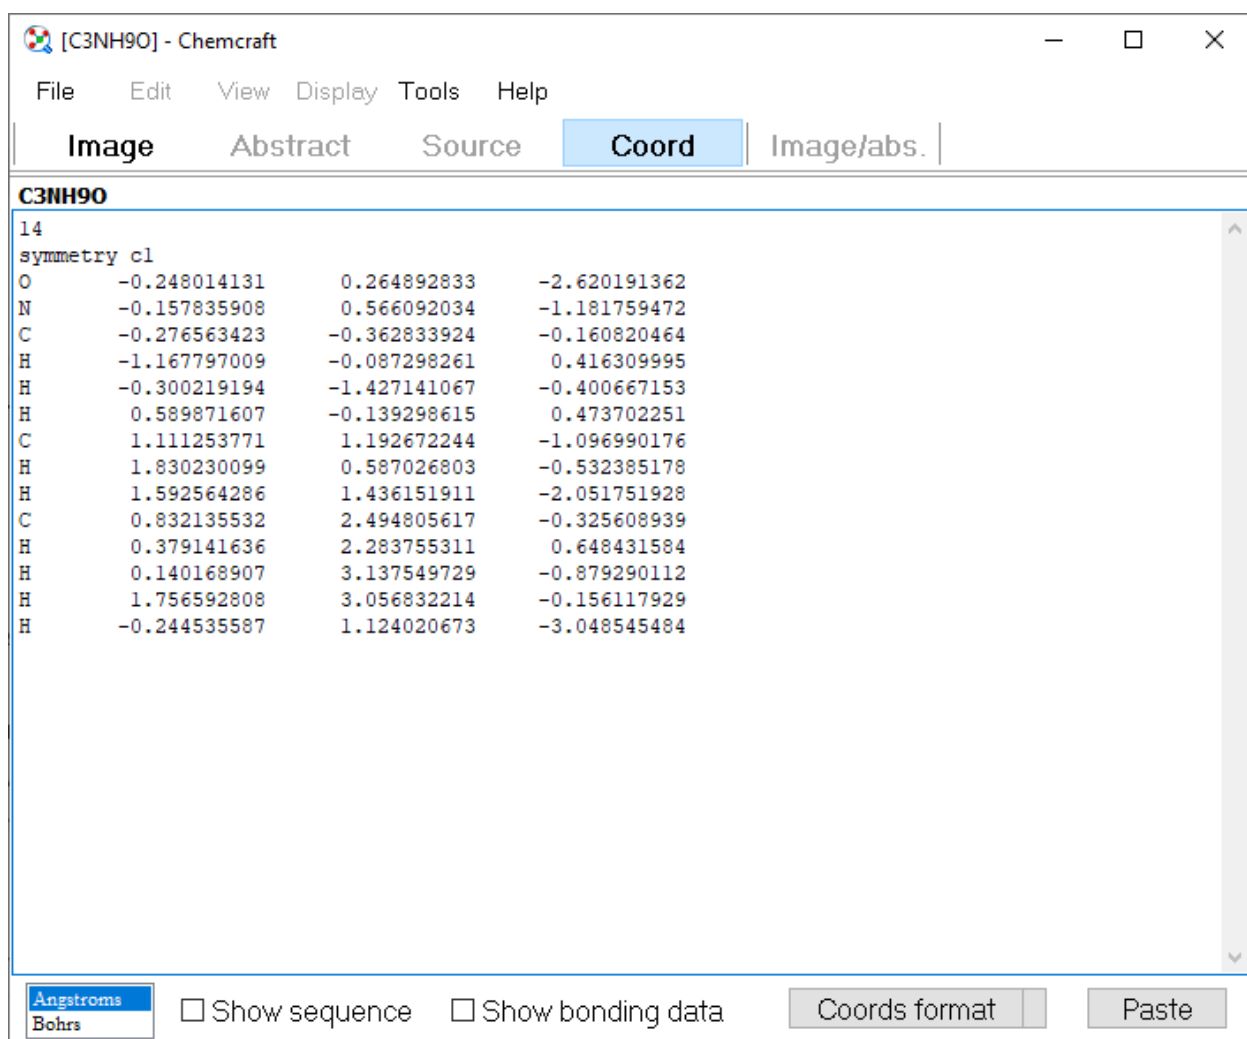 [C3NH9O] - Chemcraft
File Edit View Display Tools Help
Image Abstract Source Coord Image/abs.
C3NH9O
14
symmetry c1
O -0.248014131 0.264892833 -2.620191362
N -0.157835908 0.566092034 -1.181759472
C -0.276563423 -0.362833924 -0.160820464
H -1.167797009 -0.087298261 0.416309995
H -0.300219194 -1.427141067 -0.400667153
H 0.589871607 -0.139298615 0.473702251
C 1.111253771 1.192672244 -1.096990176
H 1.830230099 0.587026803 -0.532385178
H 1.592564286 1.436151911 -2.051751928
C 0.832135532 2.494805617 -0.325608939
H 0.379141636 2.283755311 0.648431584
H 0.140168907 3.137549729 -0.879290112
H 1.756592808 3.056832214 -0.156117929
H -0.244535587 1.124020673 -3.048545484
Angstroms
Bohrs
Show sequence Show bonding data Coords format Paste